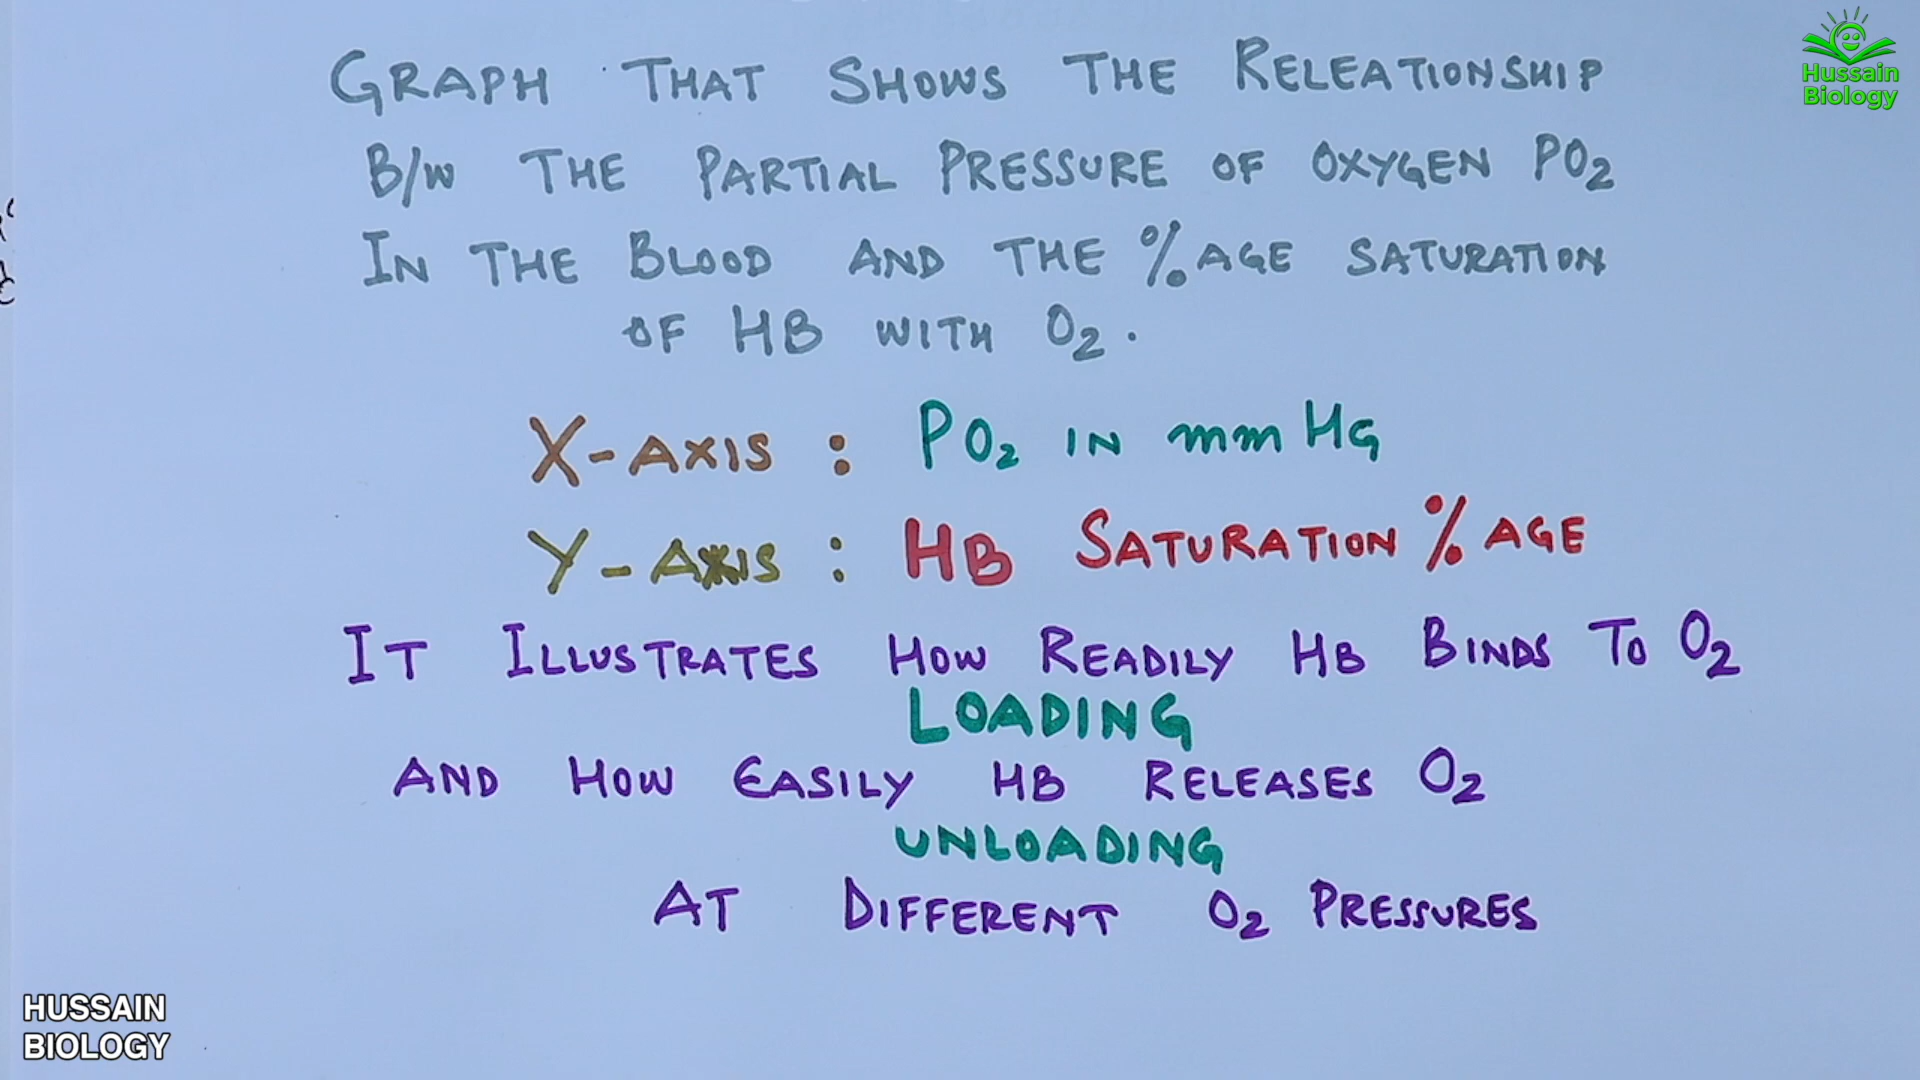 GRAPH THAT SHOWS THE RELEATIONSHIP
B/W THE PARTIAL PRESSURE OF OXYGEN PO2
IN THE BLOOD AND THE %AGE SATURATION
OF HB WITH O2.
X-AXIS : PO2 IN mm HG
Y-AXIS : HB SATURATION %AGE
IT ILLUSTRATES HOW READILY HB BINDS TO O2
LOADING
AND HOW EASILY HB RELEASES O2
UNLOADING
AT DIFFERENT O2 PRESSURES
Hussain
Biology
HUSSAIN
BIOLOGY